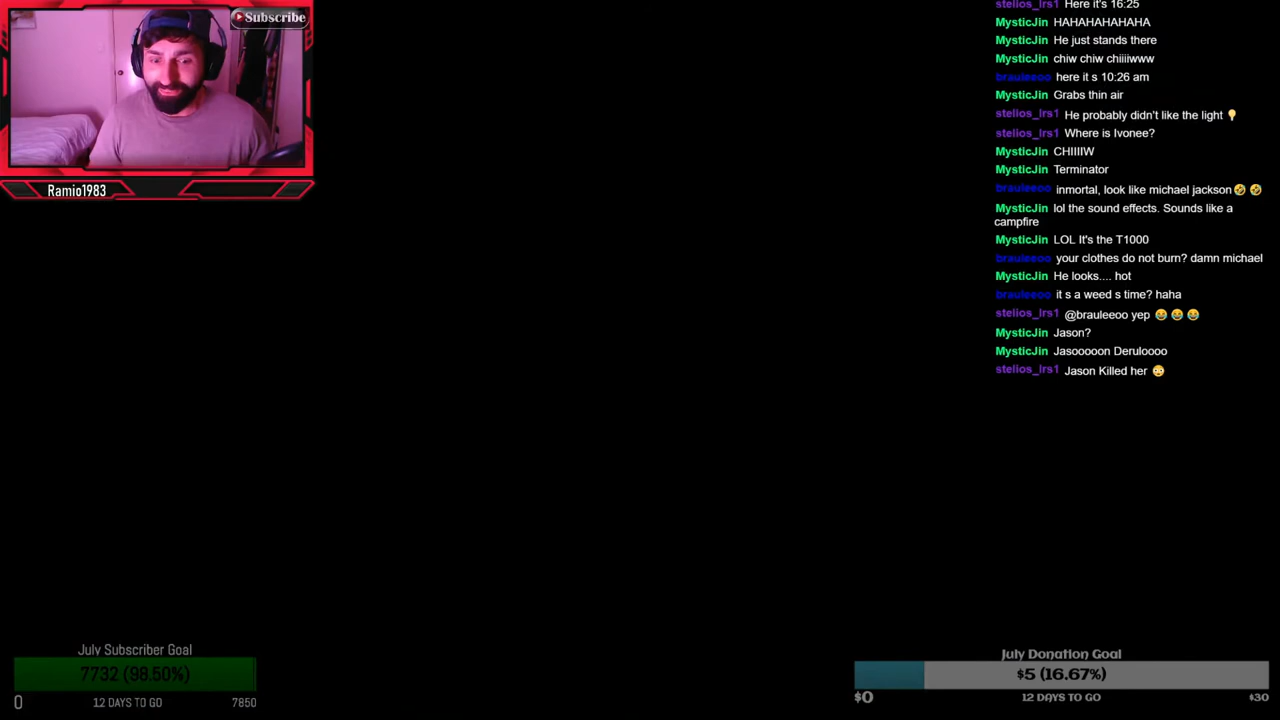 Subscribe
Ramio1983
stelios_lrs1 Here it's 16:25
MysticJin HAHAHAHAHAHA
MysticJin He just stands there
MysticJin chiw chiw chiiiwww
brauleeoo here it s 10:26 am
MysticJin Grabs thin air
stelios_lrs1 He probably didn't like the light 💡
stelios_lrs1 Where is Ivonee?
MysticJin CHIIIIW
MysticJin Terminator
brauleeoo inmortal, look like michael jackson🤣 🤣
MysticJin lol the sound effects. Sounds like a
campfire
MysticJin LOL It's the T1000
brauleeoo your clothes do not burn? damn michael
MysticJin He looks.... hot
brauleeoo it s a weed s time? haha
stelios_lrs1 @brauleeoo yep 😂 😂 😂
MysticJin Jason?
MysticJin Jasooooon Deruloooo
stelios_lrs1 Jason Killed her 😳
July Subscriber Goal
7732 (98.50%)
0 12 DAYS TO GO 7850
July Donation Goal
$5 (16.67%)
$0 12 DAYS TO GO $30